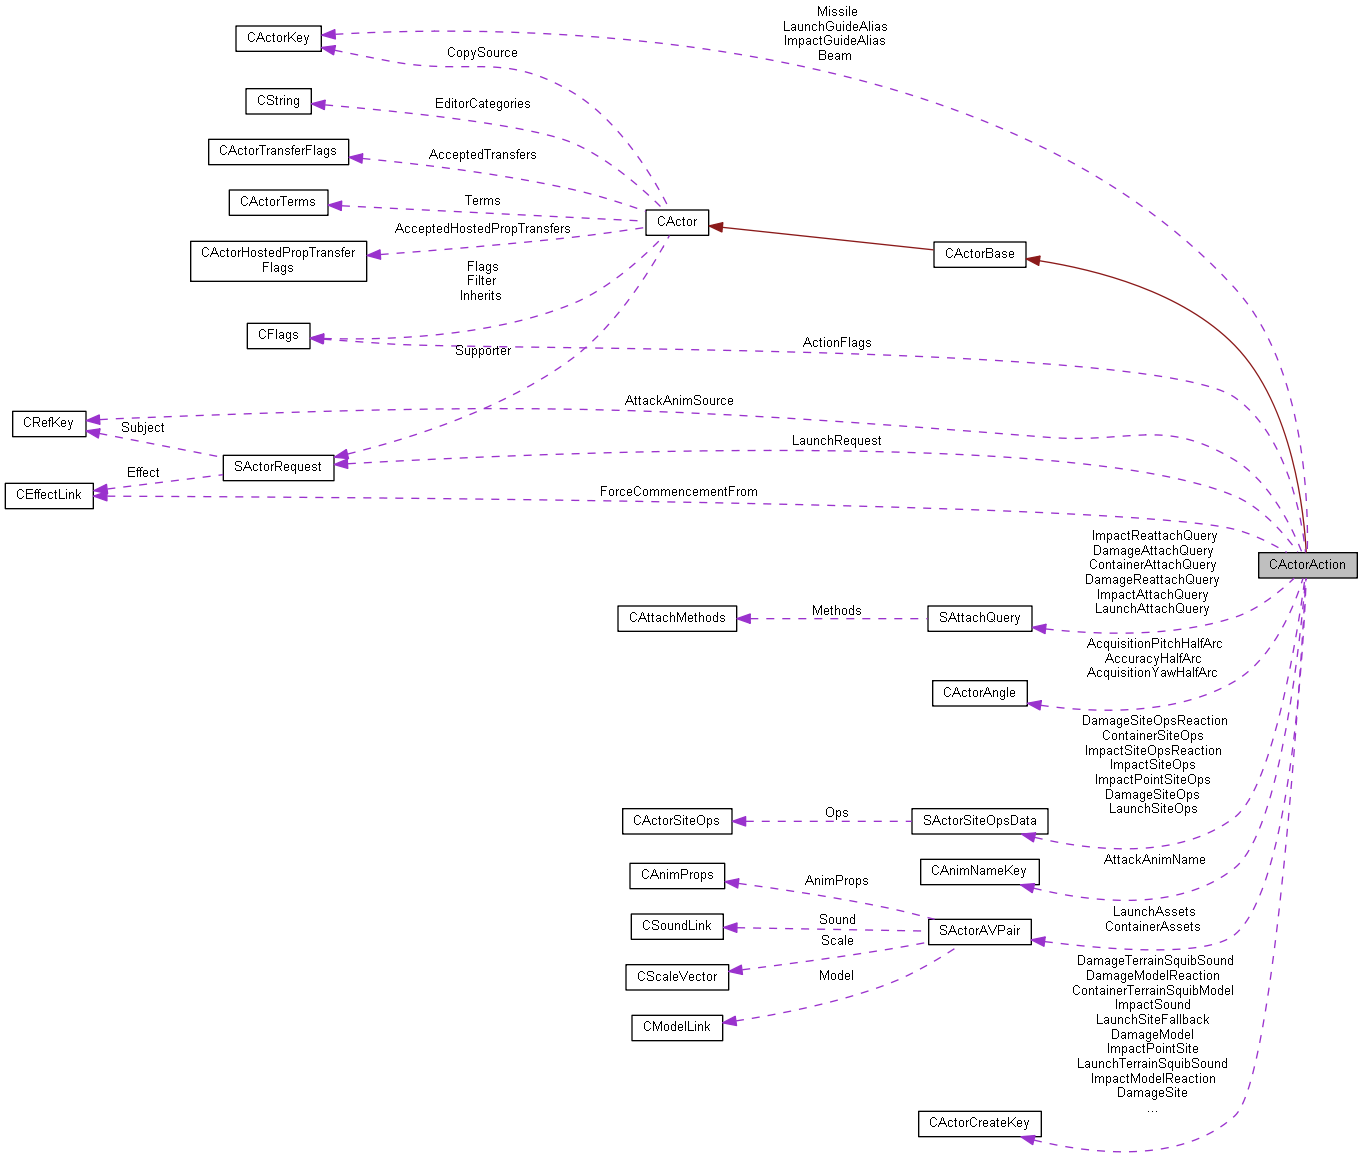 Missile
LaunchGuideAlias
ImpactGuideAlias
Beam
CActorKey
CopySource
CString
EditorCategories
CActorTransferFlags
AcceptedTransfers
CActorTerms
Terms
CActor
AcceptedHostedPropTransfers
CActorHostedPropTransfer
Flags
CActorBase
Flags
Filter
Inherits
CFlags
ActionFlags
Supporter
AttackAnimSource
CRefKey
Subject
LaunchRequest
SActorRequest
Effect
CEffectLink
ForceCommencementFrom
CActorAction
ImpactReattachQuery
DamageAttachQuery
ContainerAttachQuery
DamageReattachQuery
ImpactAttachQuery
LaunchAttachQuery
CAttachMethods
Methods
SAttachQuery
AcquisitionPitchHalfArc
AccuracyHalfArc
AcquisitionYawHalfArc
CActorAngle
DamageSiteOpsReaction
ContainerSiteOps
ImpactSiteOpsReaction
ImpactSiteOps
ImpactPointSiteOps
DamageSiteOps
LaunchSiteOps
CActorSiteOps
Ops
SActorSiteOpsData
AttackAnimName
CAnimNameKey
CAnimProps
AnimProps
LaunchAssets
ContainerAssets
CSoundLink
Sound
SActorAVPair
Scale
CScaleVector
Model
CModelLink
DamageTerrainSquibSound
DamageModelReaction
ContainerTerrainSquibModel
ImpactSound
LaunchSiteFallback
DamageModel
ImpactPointSite
LaunchTerrainSquibSound
ImpactModelReaction
DamageSite
...
CActorCreateKey